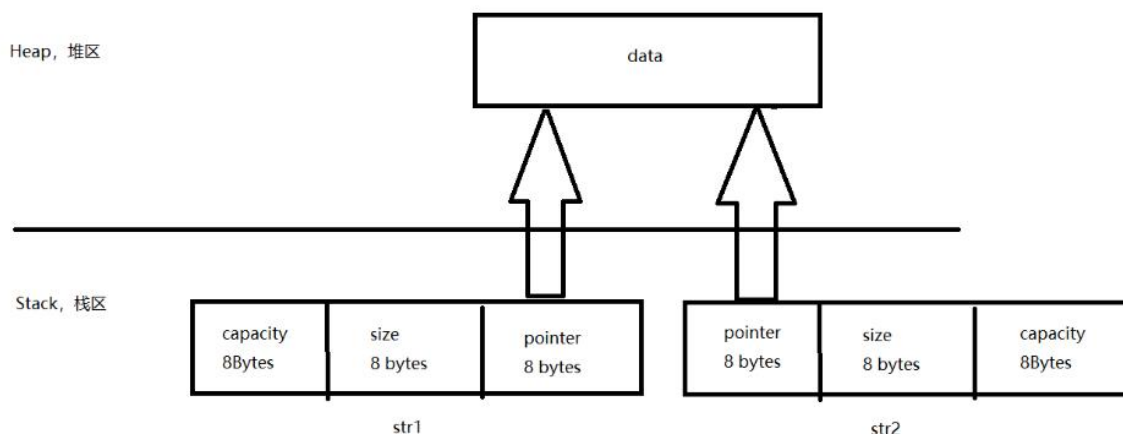 Heap，堆区
data
Stack，栈区
capacity
8Bytes
size
8 bytes
pointer
8 bytes
pointer
8 bytes
size
8 bytes
capacity
8Bytes
str1
str2